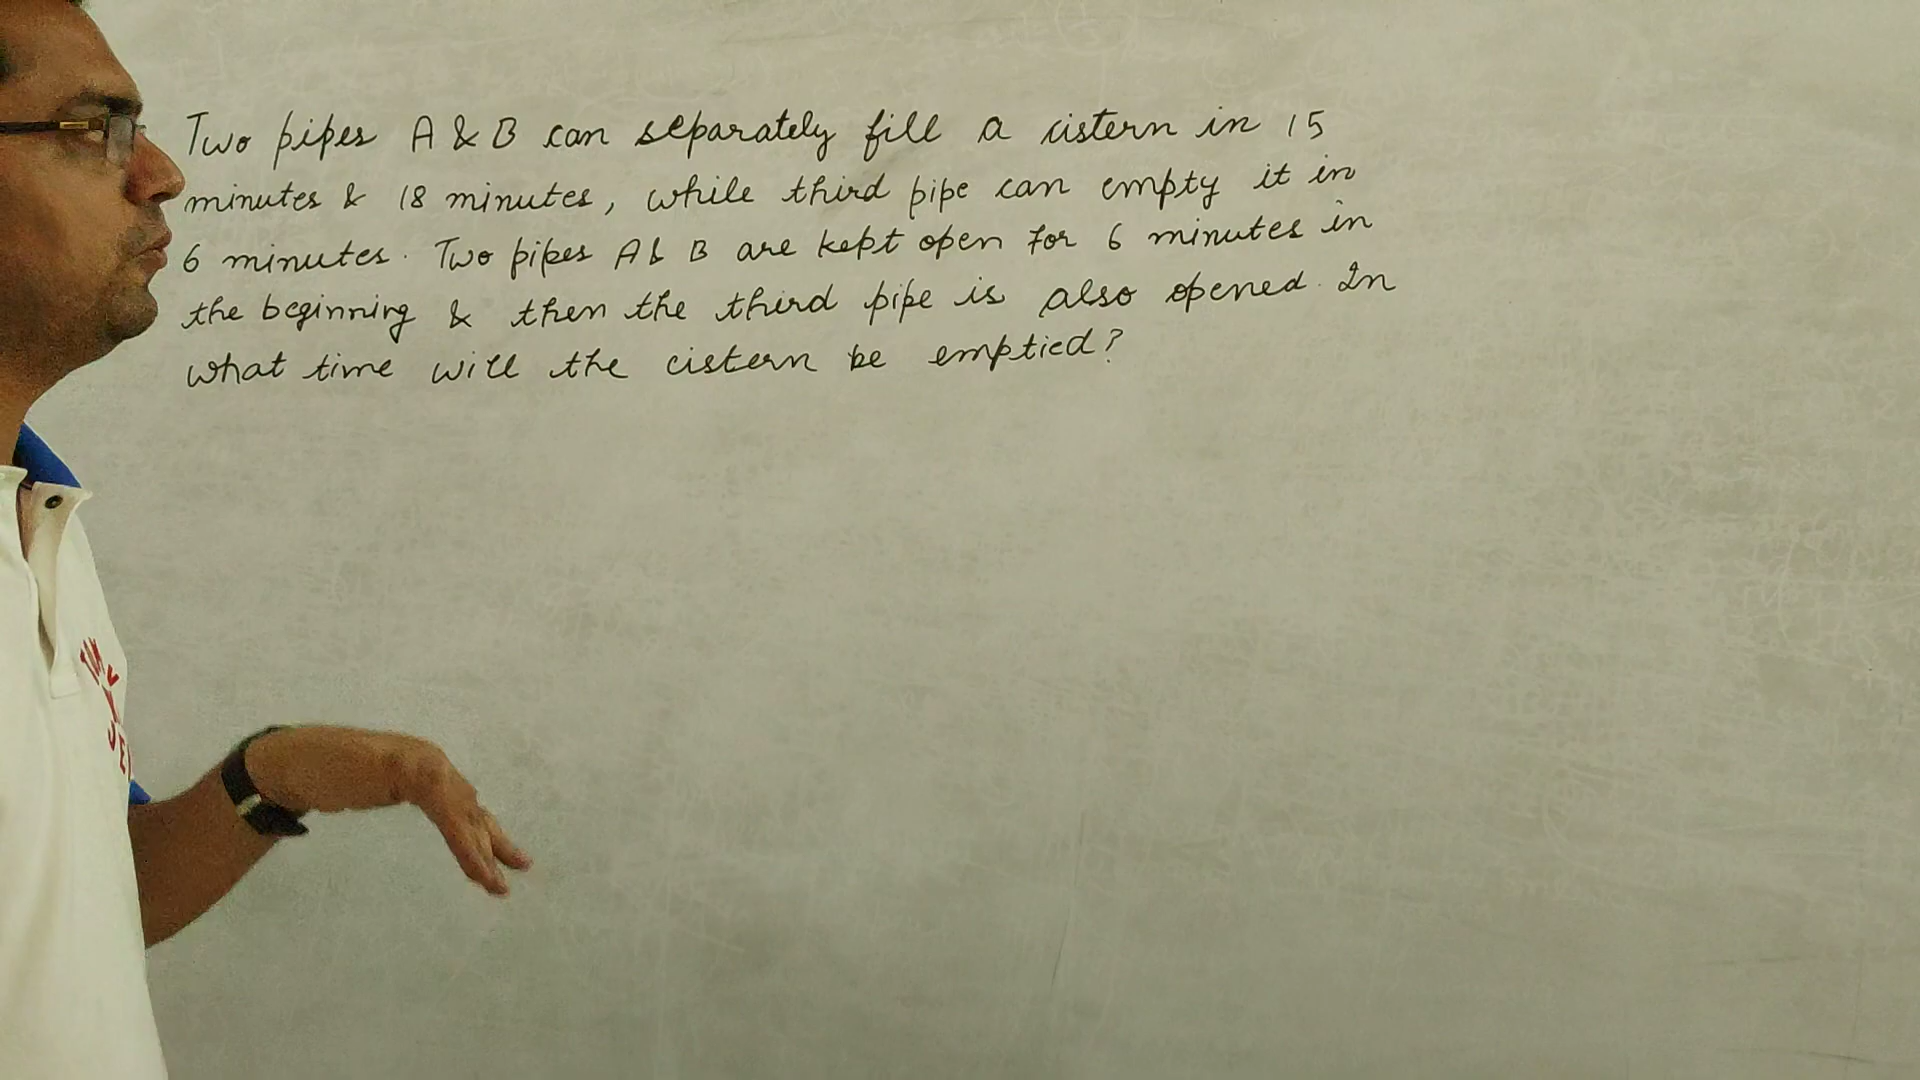 Two pipes A & B can separately fill a cistern in 15
minutes & 18 minutes, while third pipe can empty it in
6 minutes. Two pipes A & B are kept open for 6 minutes in
the beginning & then the third pipe is also opened. In
what time will the cistern be emptied?